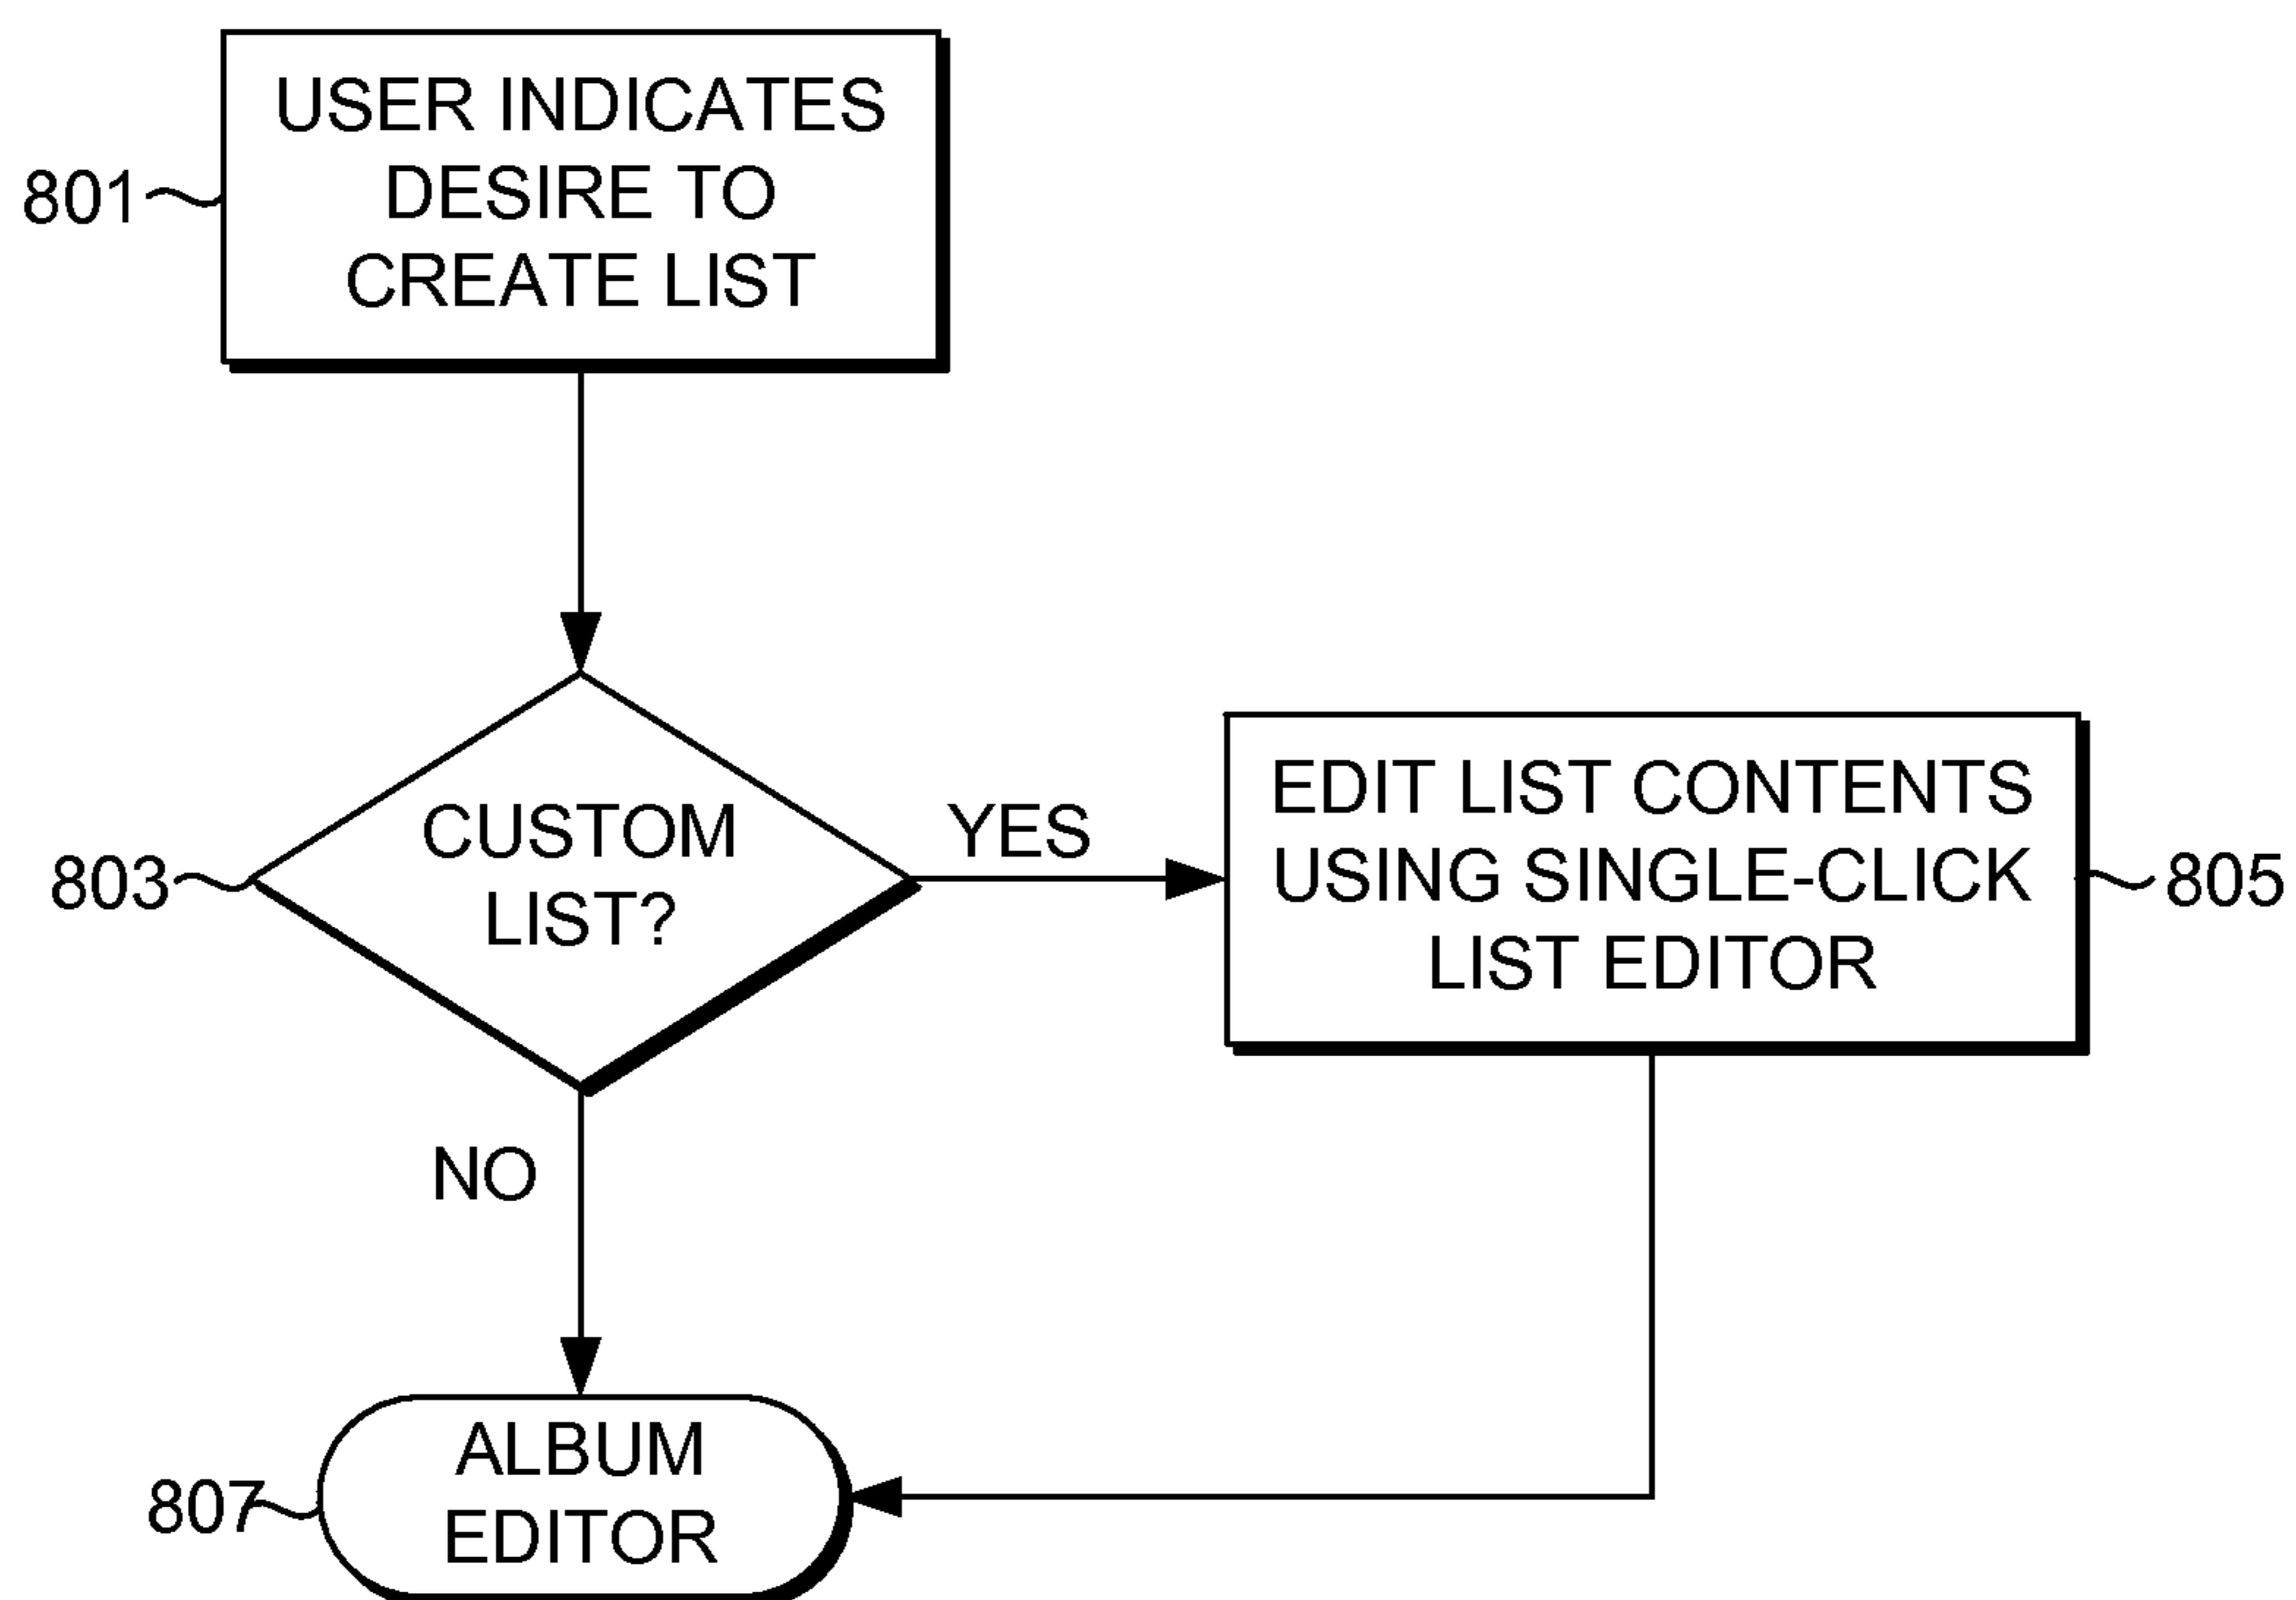 USER INDICATES
DESIRE TO
CREATE LIST
801
CUSTOM
LIST?
803
YES
EDIT LIST CONTENTS
USING SINGLE-CLICK
LIST EDITOR
805
NO
ALBUM
EDITOR
807